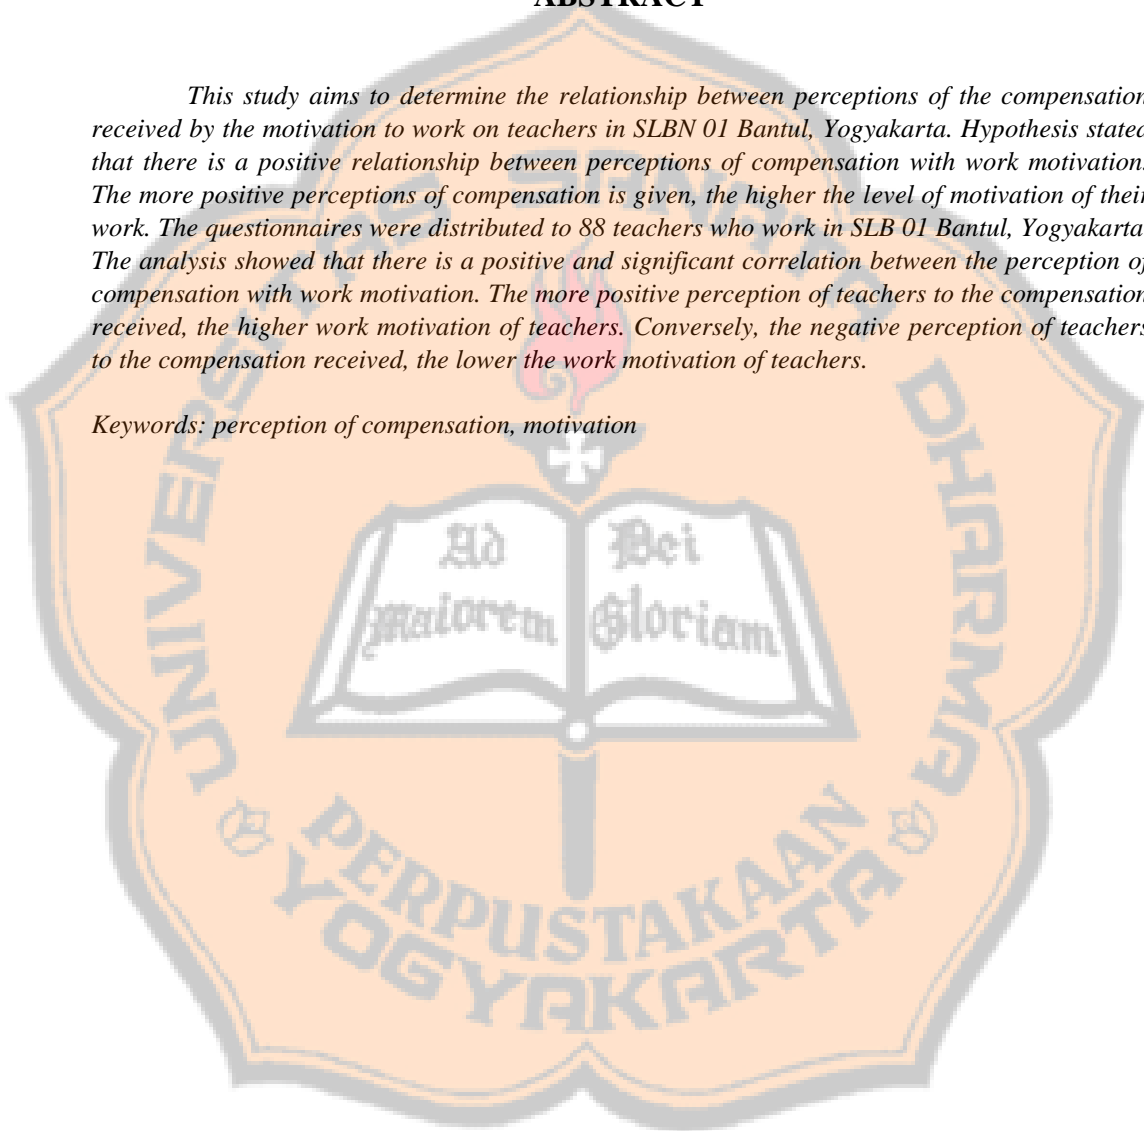 ABSTRACT
This study aims to determine the relationship between perceptions of the compensation
received by the motivation to work on teachers in SLBN 01 Bantul, Yogyakarta. Hypothesis stated
that there is a positive relationship between perceptions of compensation with work motivation.
The more positive perceptions of compensation is given, the higher the level of motivation of their
work. The questionnaires were distributed to 88 teachers who work in SLB 01 Bantul, Yogyakarta.
The analysis showed that there is a positive and significant correlation between the perception of
compensation with work motivation. The more positive perception of teachers to the compensation
received, the higher work motivation of teachers. Conversely, the negative perception of teachers
to the compensation received, the lower the work motivation of teachers.
Keywords: perception of compensation, motivation
UNIVERSITAS SANATA DHARMA
Ad Dei
Maiorem Gloriam
PERPUSTAKAAN
YOGYAKARTA